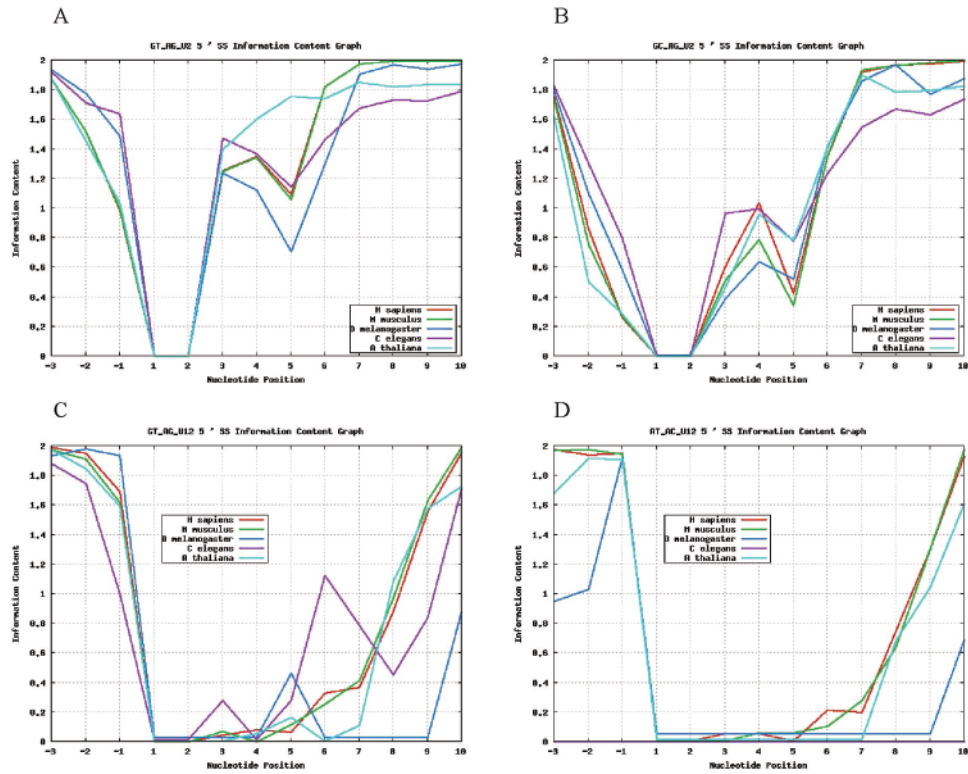 A
GT_AG_U2 5 ' SS Information Content Graph
Information Content
2
1.8
1.6
1.4
1.2
1
0.8
0.6
0.4
0.2
0
H sapiens
M musculus
D melanogaster
C elegans
A thaliana
-3 -2 -1 1 2 3 4 5 6 7 8 9 10
Nucleotide Position
B
GC_AG_U2 5 ' SS Information Content Graph
Information Content
2
1.8
1.6
1.4
1.2
1
0.8
0.6
0.4
0.2
0
H sapiens
M musculus
D melanogaster
C elegans
A thaliana
-3 -2 -1 1 2 3 4 5 6 7 8 9 10
Nucleotide Position
C
GT_AG_U12 5 ' SS Information Content Graph
Information Content
2
1.8
1.6
1.4
1.2
1
0.8
0.6
0.4
0.2
0
H sapiens
M musculus
D melanogaster
C elegans
A thaliana
-3 -2 -1 1 2 3 4 5 6 7 8 9 10
Nucleotide Position
D
AT_AC_U12 5 ' SS Information Content Graph
Information Content
2
1.8
1.6
1.4
1.2
1
0.8
0.6
0.4
0.2
0
H sapiens
M musculus
D melanogaster
C elegans
A thaliana
-3 -2 -1 1 2 3 4 5 6 7 8 9 10
Nucleotide Position